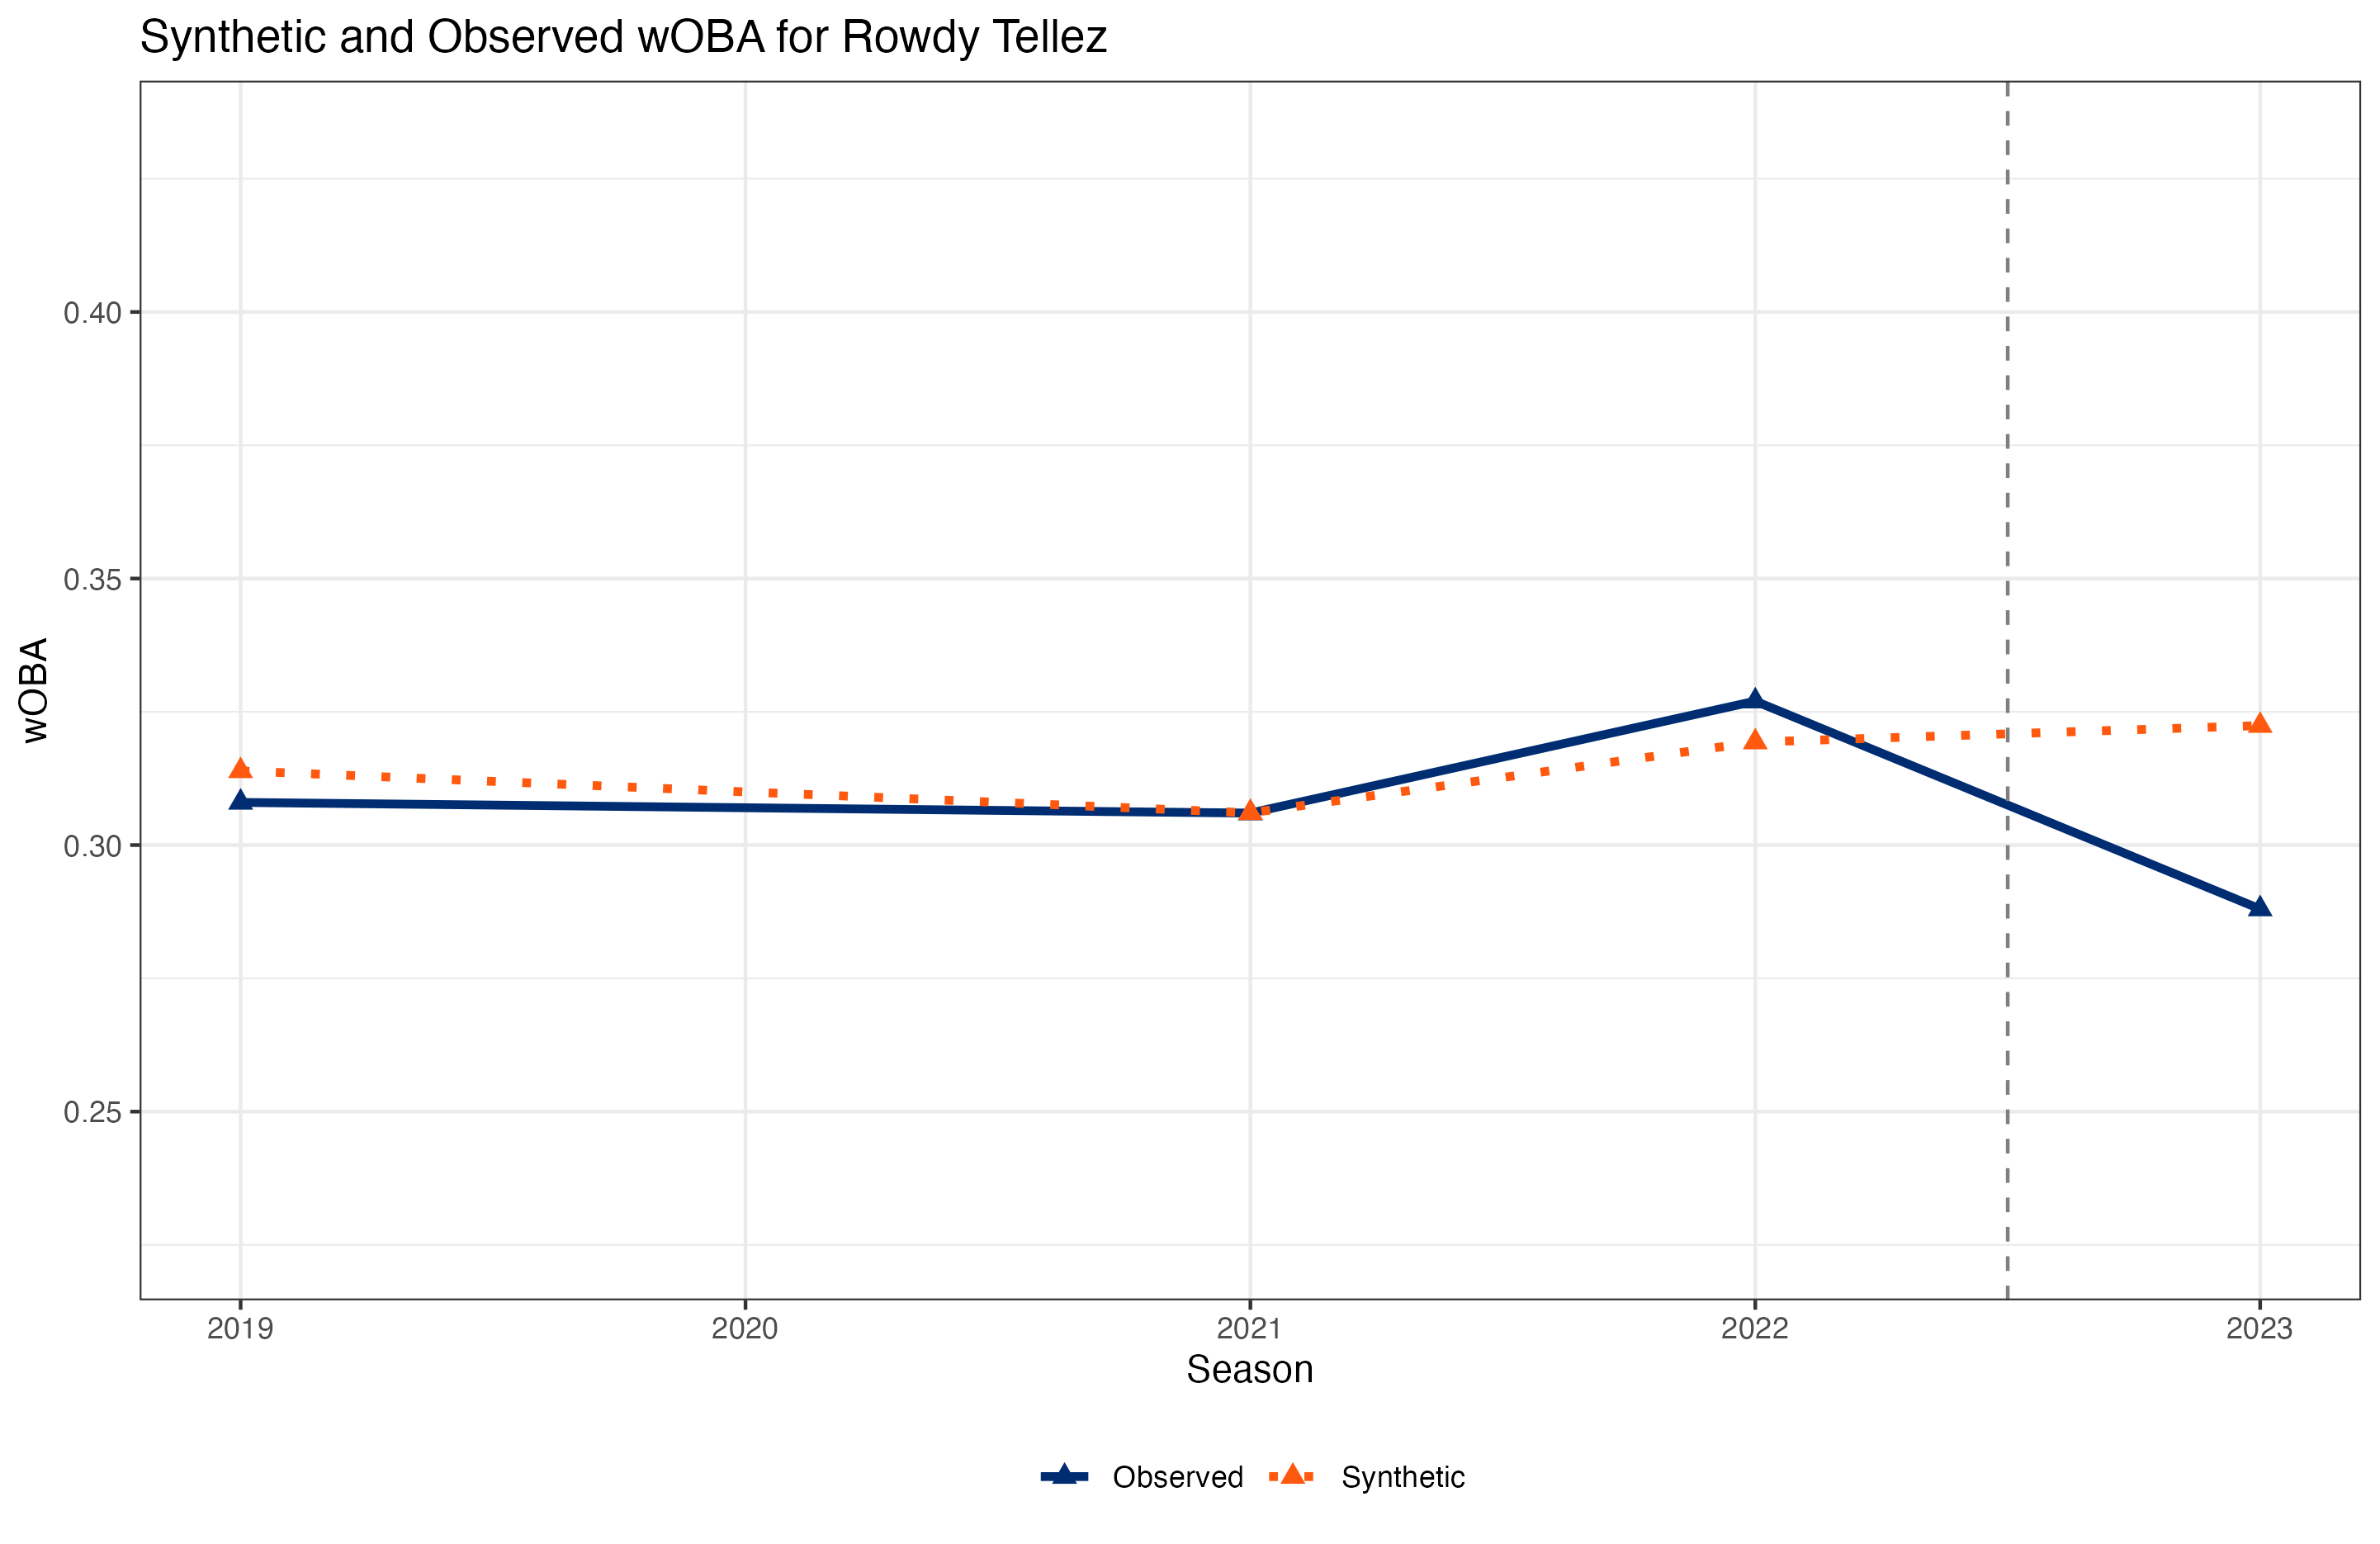 Synthetic and Observed wOBA for Rowdy Tellez
wOBA
0.40
0.35
0.30
0.25
2019 2020 2021 2022 2023
Season
Observed Synthetic